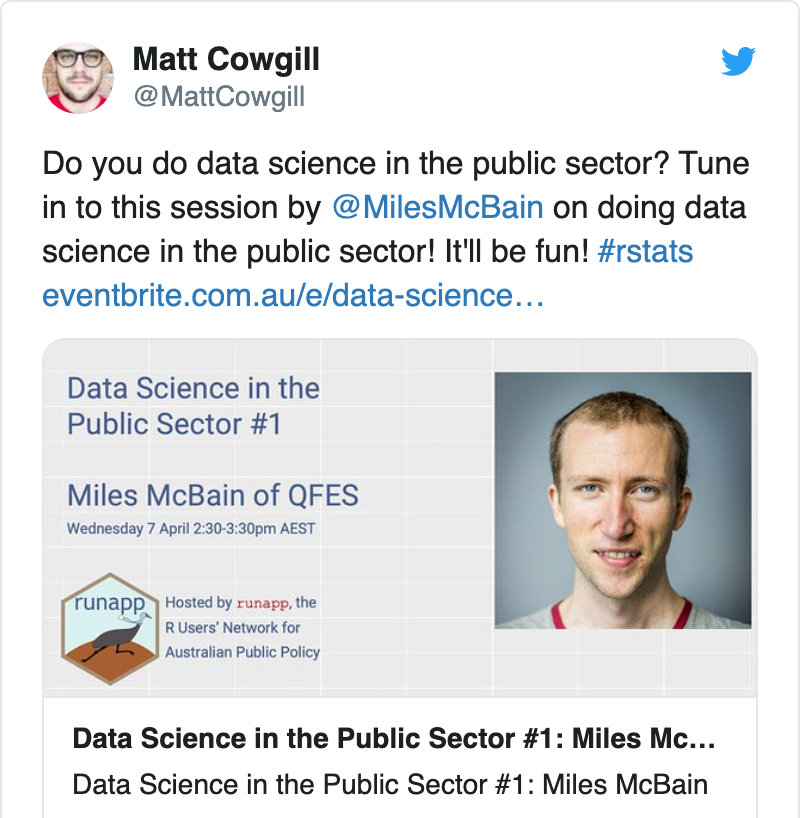 Matt Cowgill
@MattCowgill
Do you do data science in the public sector? Tune
in to this session by @MilesMcBain on doing data
science in the public sector! It'll be fun! #rstats
eventbrite.com.au/e/data-science…
Data Science in the
Public Sector #1
Miles McBain of QFES
Wednesday 7 April 2:30-3:30pm AEST
runapp
Hosted by runapp, the
R Users’ Network for
Australian Public Policy
Data Science in the Public Sector #1: Miles Mc…
Data Science in the Public Sector #1: Miles McBain